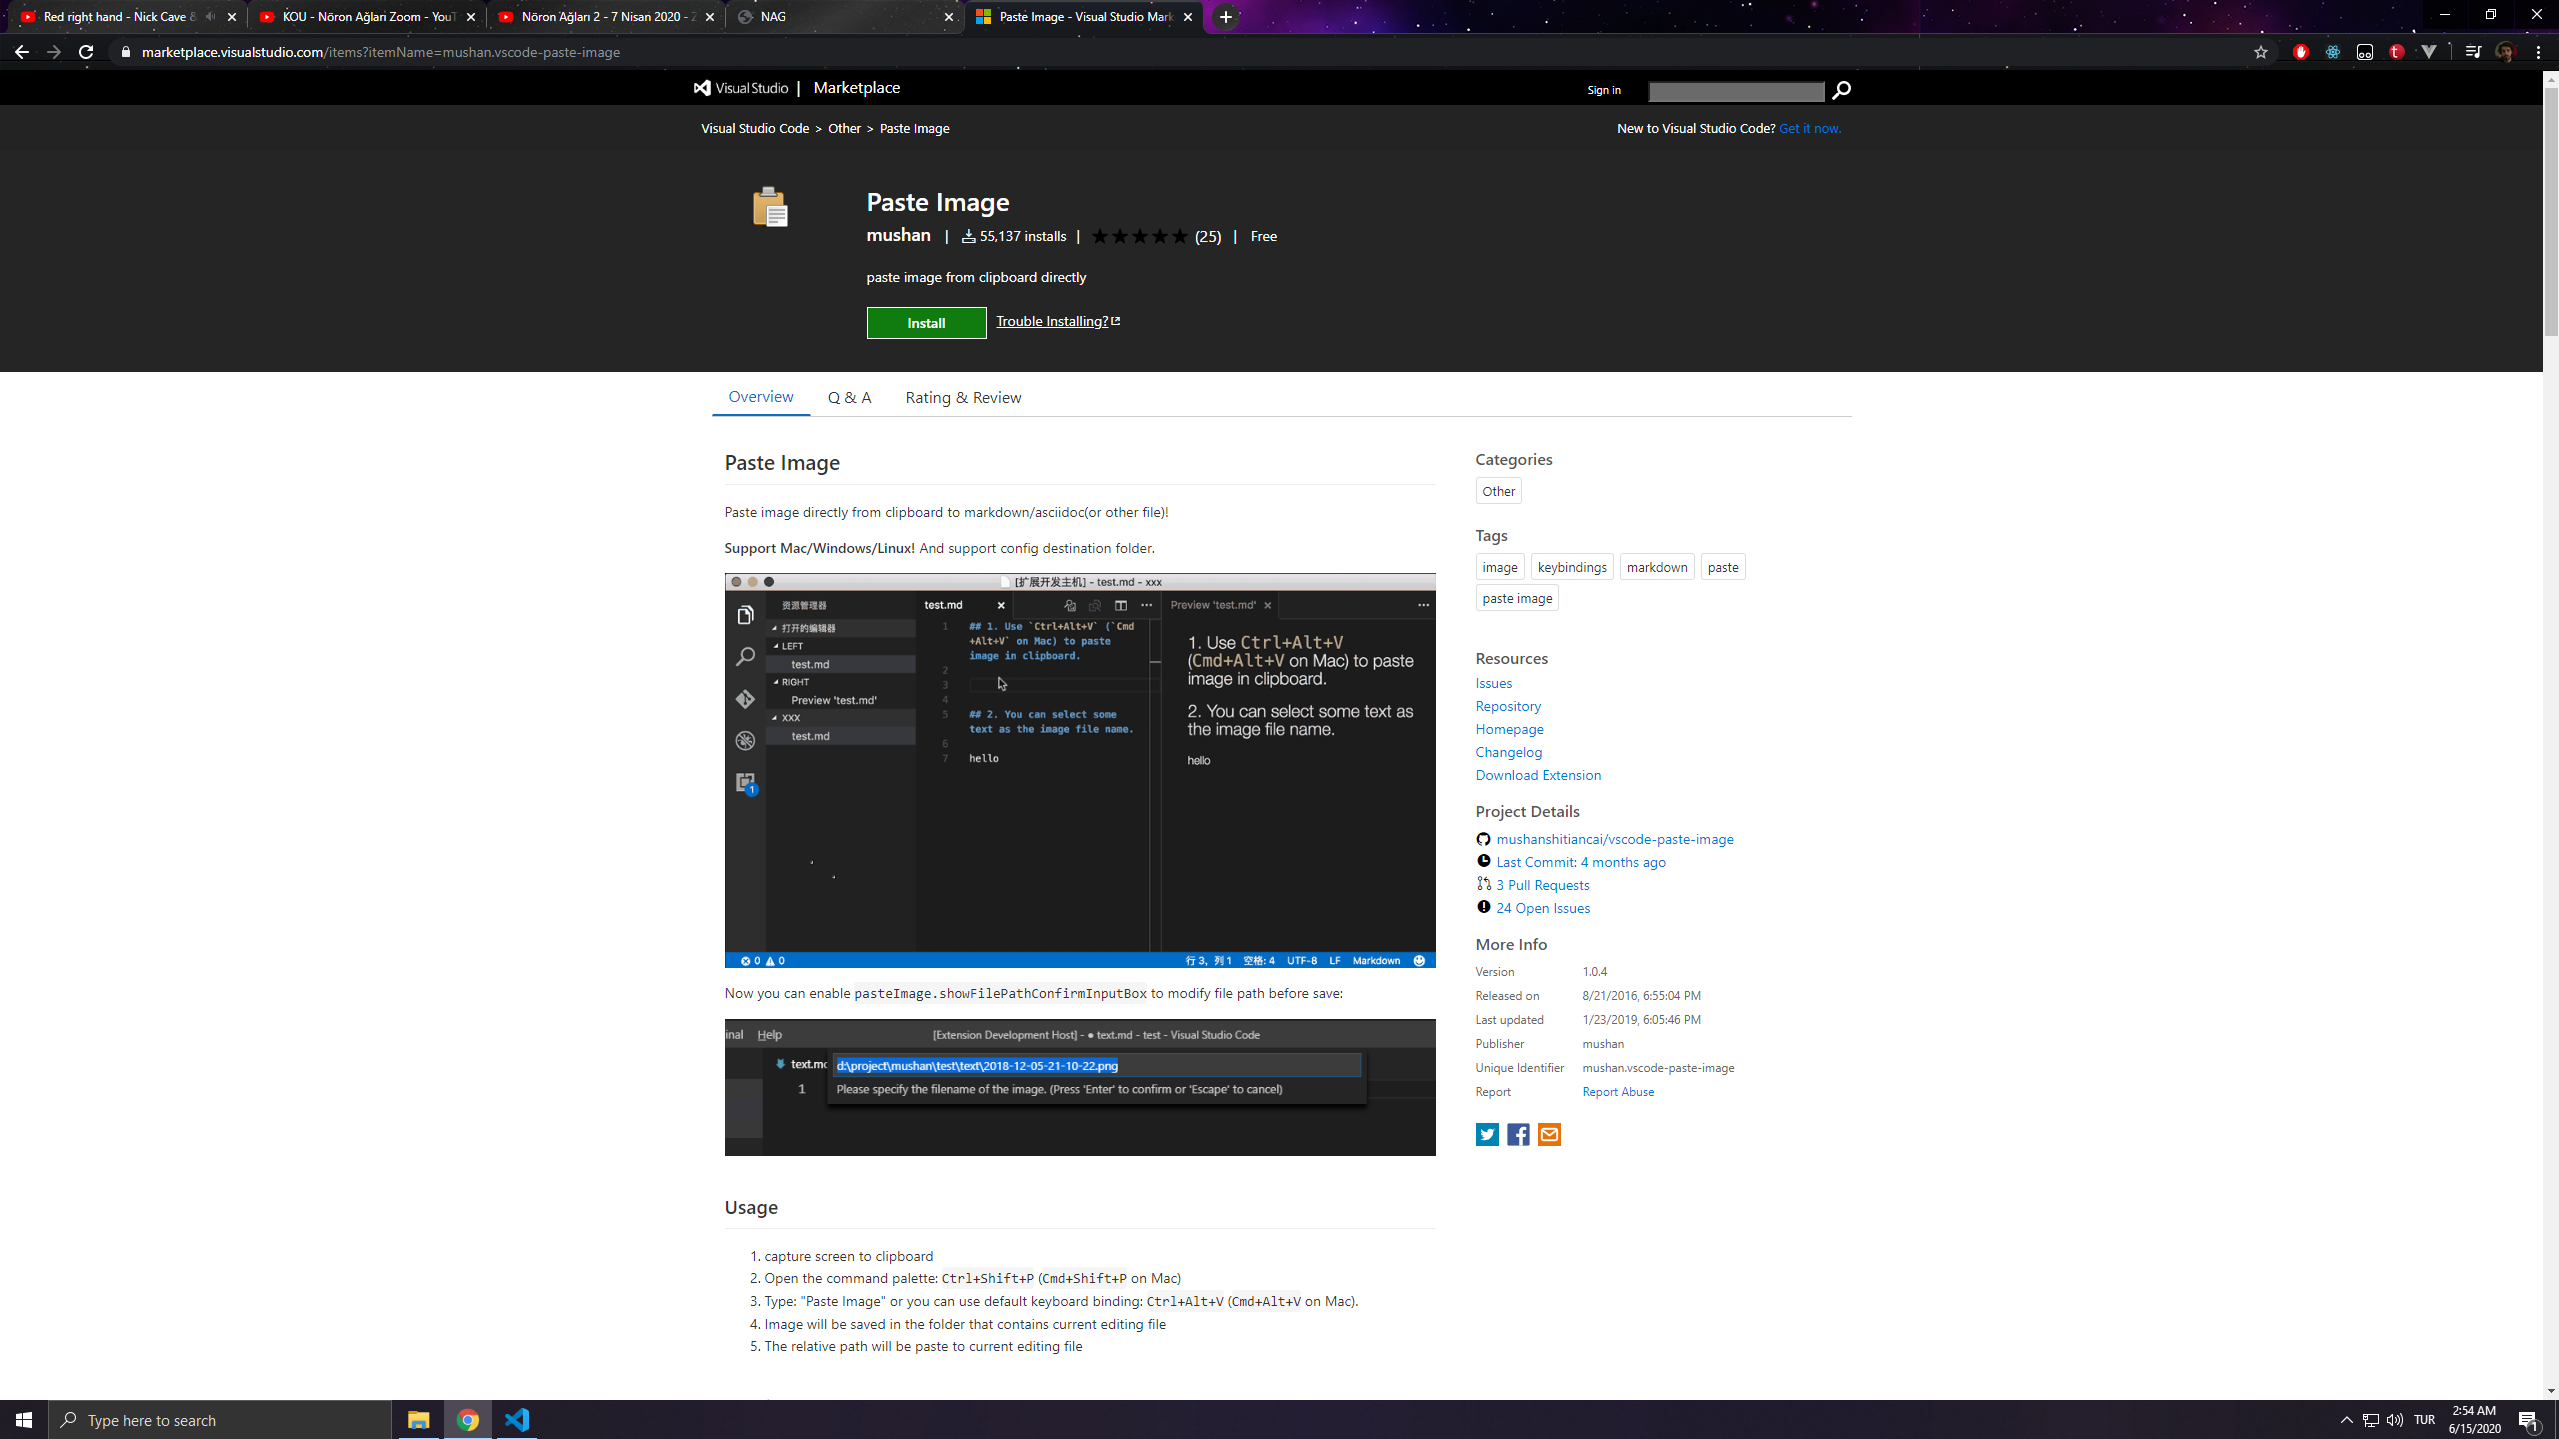 Red right hand - Nick Cave &
KOU - Nöron Ağları Zoom - YouT
Nöron Ağları 2 - 7 Nisan 2020 - Z
NAG
Paste Image - Visual Studio Mark
marketplace.visualstudio.com/items?itemName=mushan.vscode-paste-image
Visual Studio | Marketplace
Sign in
Visual Studio Code > Other > Paste Image
New to Visual Studio Code? Get it now.
Paste Image
mushan | 55,137 installs | ★★★★★ (25) | Free
paste image from clipboard directly
Install
Trouble Installing?
Overview
Q & A
Rating & Review
Paste Image
Paste image directly from clipboard to markdown/asciidoc(or other file)!
Support Mac/Windows/Linux! And support config destination folder.
[扩展开发主机] - test.md - xxx
资源管理器
打开的编辑器
LEFT
test.md
RIGHT
Preview 'test.md'
XXX
test.md
1
test.md
1 ## 1. Use `Ctrl+Alt+V` (`Cmd
+Alt+V` on Mac) to paste
image in clipboard.
2
3
4
5 ## 2. You can select some
text as the image file name.
6
7 hello
Preview 'test.md'
1. Use Ctrl+Alt+V
(Cmd+Alt+V on Mac) to paste
image in clipboard.
2. You can select some text as
the image file name.
hello
0 0
行 3，列 1 空格: 4 UTF-8 LF Markdown
Now you can enable pasteImage.showFilePathConfirmInputBox to modify file path before save:
inal Help
[Extension Development Host] - ● text.md - test - Visual Studio Code
text.md
d:\project\mushan\test\text\2018-12-05-21-10-22.png
1
Please specify the filename of the image. (Press 'Enter' to confirm or 'Escape' to cancel)
Usage
1. capture screen to clipboard
2. Open the command palette: Ctrl+Shift+P (Cmd+Shift+P on Mac)
3. Type: "Paste Image" or you can use default keyboard binding: Ctrl+Alt+V (Cmd+Alt+V on Mac).
4. Image will be saved in the folder that contains current editing file
5. The relative path will be paste to current editing file
Categories
Other
Tags
image keybindings markdown paste
paste image
Resources
Issues
Repository
Homepage
Changelog
Download Extension
Project Details
mushanshitiancai/vscode-paste-image
Last Commit: 4 months ago
3 Pull Requests
24 Open Issues
More Info
Version 1.0.4
Released on 8/21/2016, 6:55:04 PM
Last updated 1/23/2019, 6:05:46 PM
Publisher mushan
Unique Identifier mushan.vscode-paste-image
Report Report Abuse
Type here to search
TUR
2:54 AM
6/15/2020
1